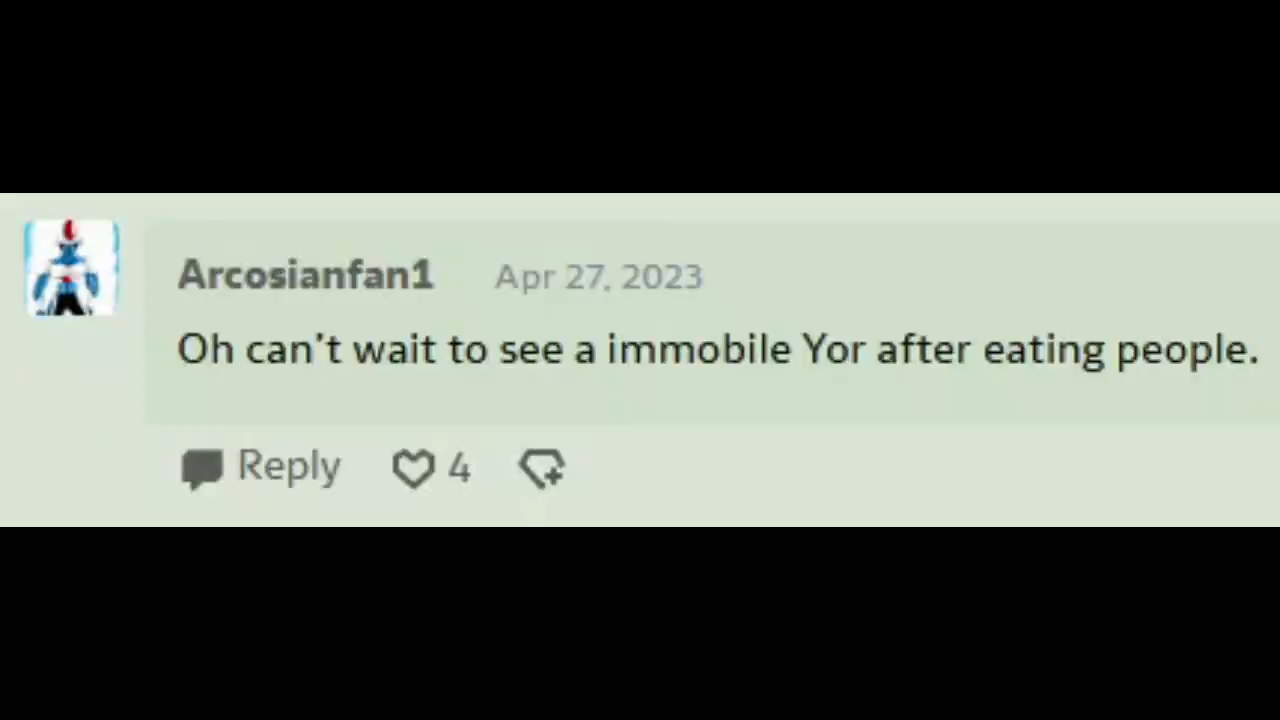 Arcosianfan1 Apr 27, 2023
Oh can't wait to see a immobile Yor after eating people.
Reply 4